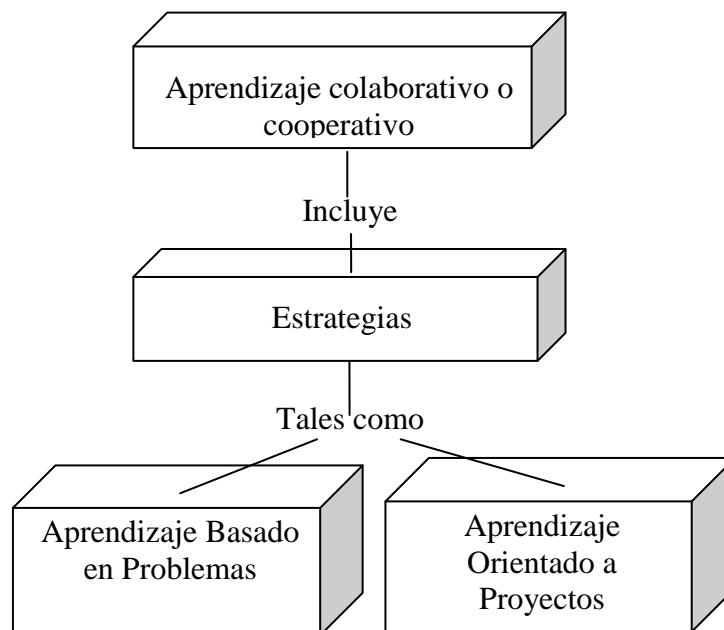 Aprendizaje colaborativo o
cooperativo
Incluye
Estrategias
Tales como
Aprendizaje Basado
en Problemas
Aprendizaje
Orientado a
Proyectos